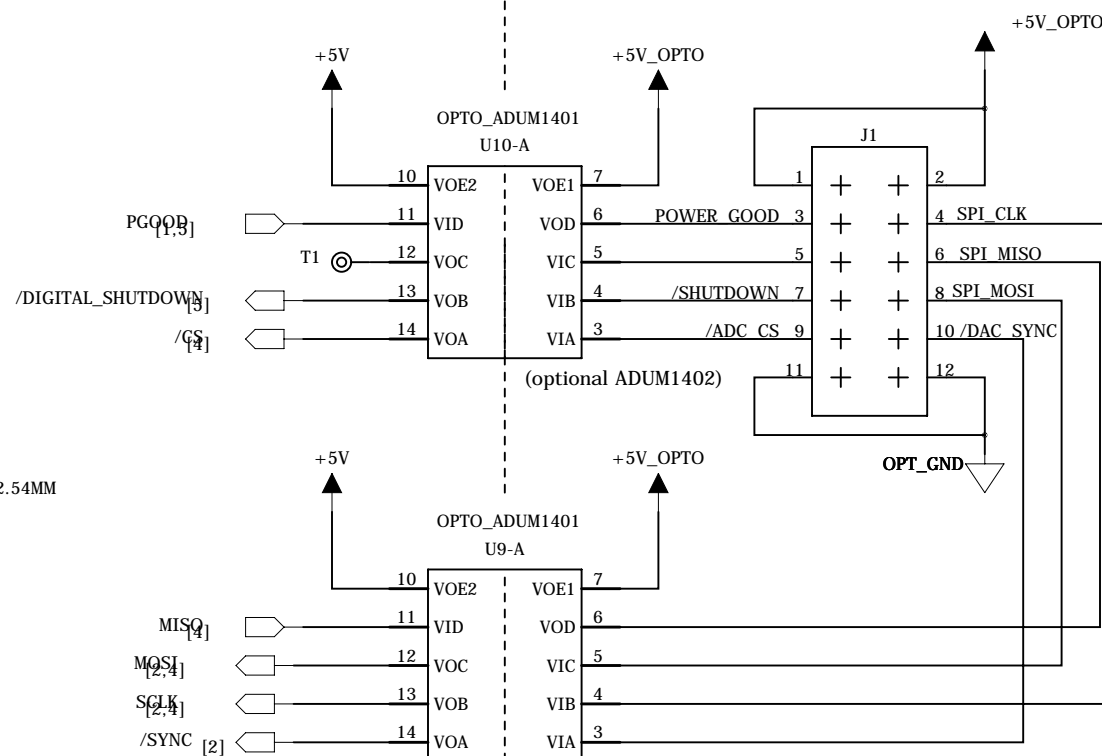 +5V_OPTO
+5V +5V_OPTO
OPTO_ADUM1401
U10-A J1
10 VOE2 VOE1 7 1 2
PGOOD [1,5] 11 VID VOD 6 POWER_GOOD 3 4 SPI_CLK
T1 12 VOC VIC 5 5 6 SPI_MISO
/DIGITAL_SHUTDOWN [5] 13 VOB VIB 4 /SHUTDOWN 7 8 SPI_MOSI
/CS [4] 14 VOA VIA 3 /ADC_CS 9 10 /DAC_SYNC
(optional ADUM1402) 11 12
+5V +5V_OPTO OPT_GND
2.54MM
OPTO_ADUM1401
U9-A
10 VOE2 VOE1 7
MISO [4] 11 VID VOD 6
MOSI [2,4] 12 VOC VIC 5
SCLK [2,4] 13 VOB VIB 4
/SYNC [2] 14 VOA VIA 3